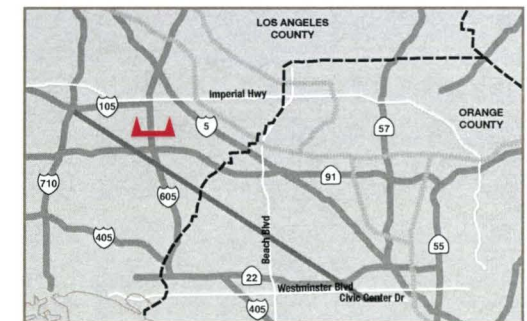 LOS ANGELES
COUNTY
Imperial Hwy
105
5
57
ORANGE
COUNTY
91
710
605
405
55
Beach Blvd
22
Westminster Blvd
Civic Center Dr
405